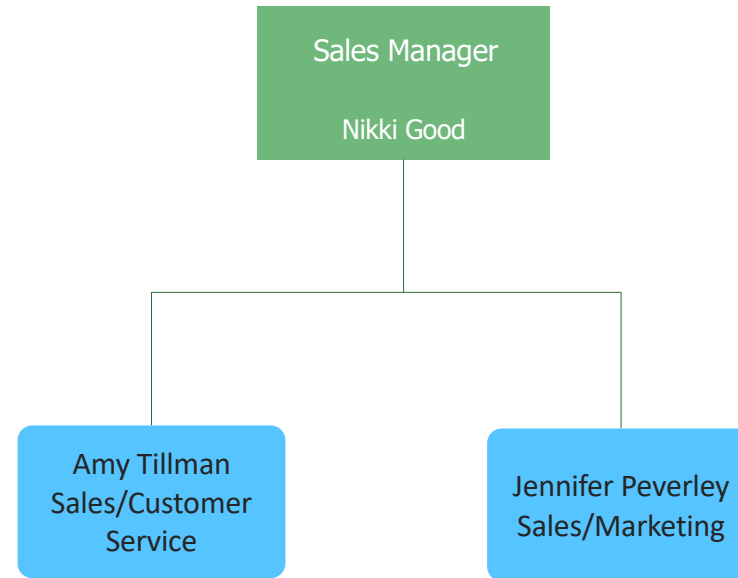 Sales Manager
Nikki Good
Amy Tillman
Sales/Customer
Service
Jennifer Peverley
Sales/Marketing